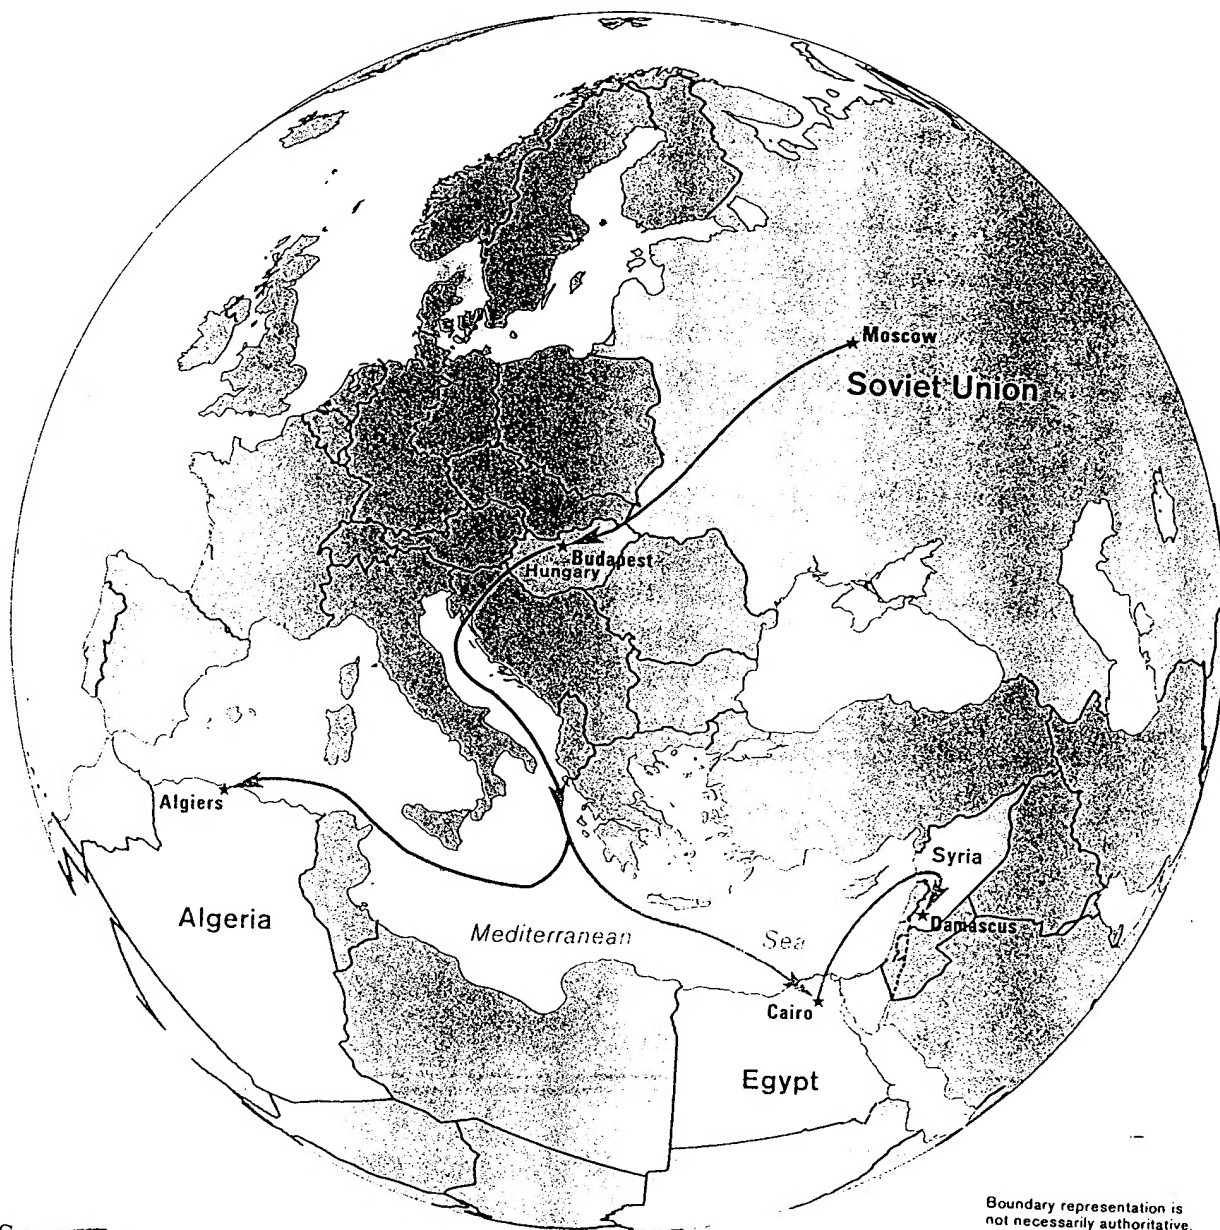 Moscow
Soviet Union
Budapest
Hungary
Algiers
Syria
Algeria
Damascus
Mediterranean Sea
Cairo
Egypt
Boundary representation is
not necessarily authoritative.